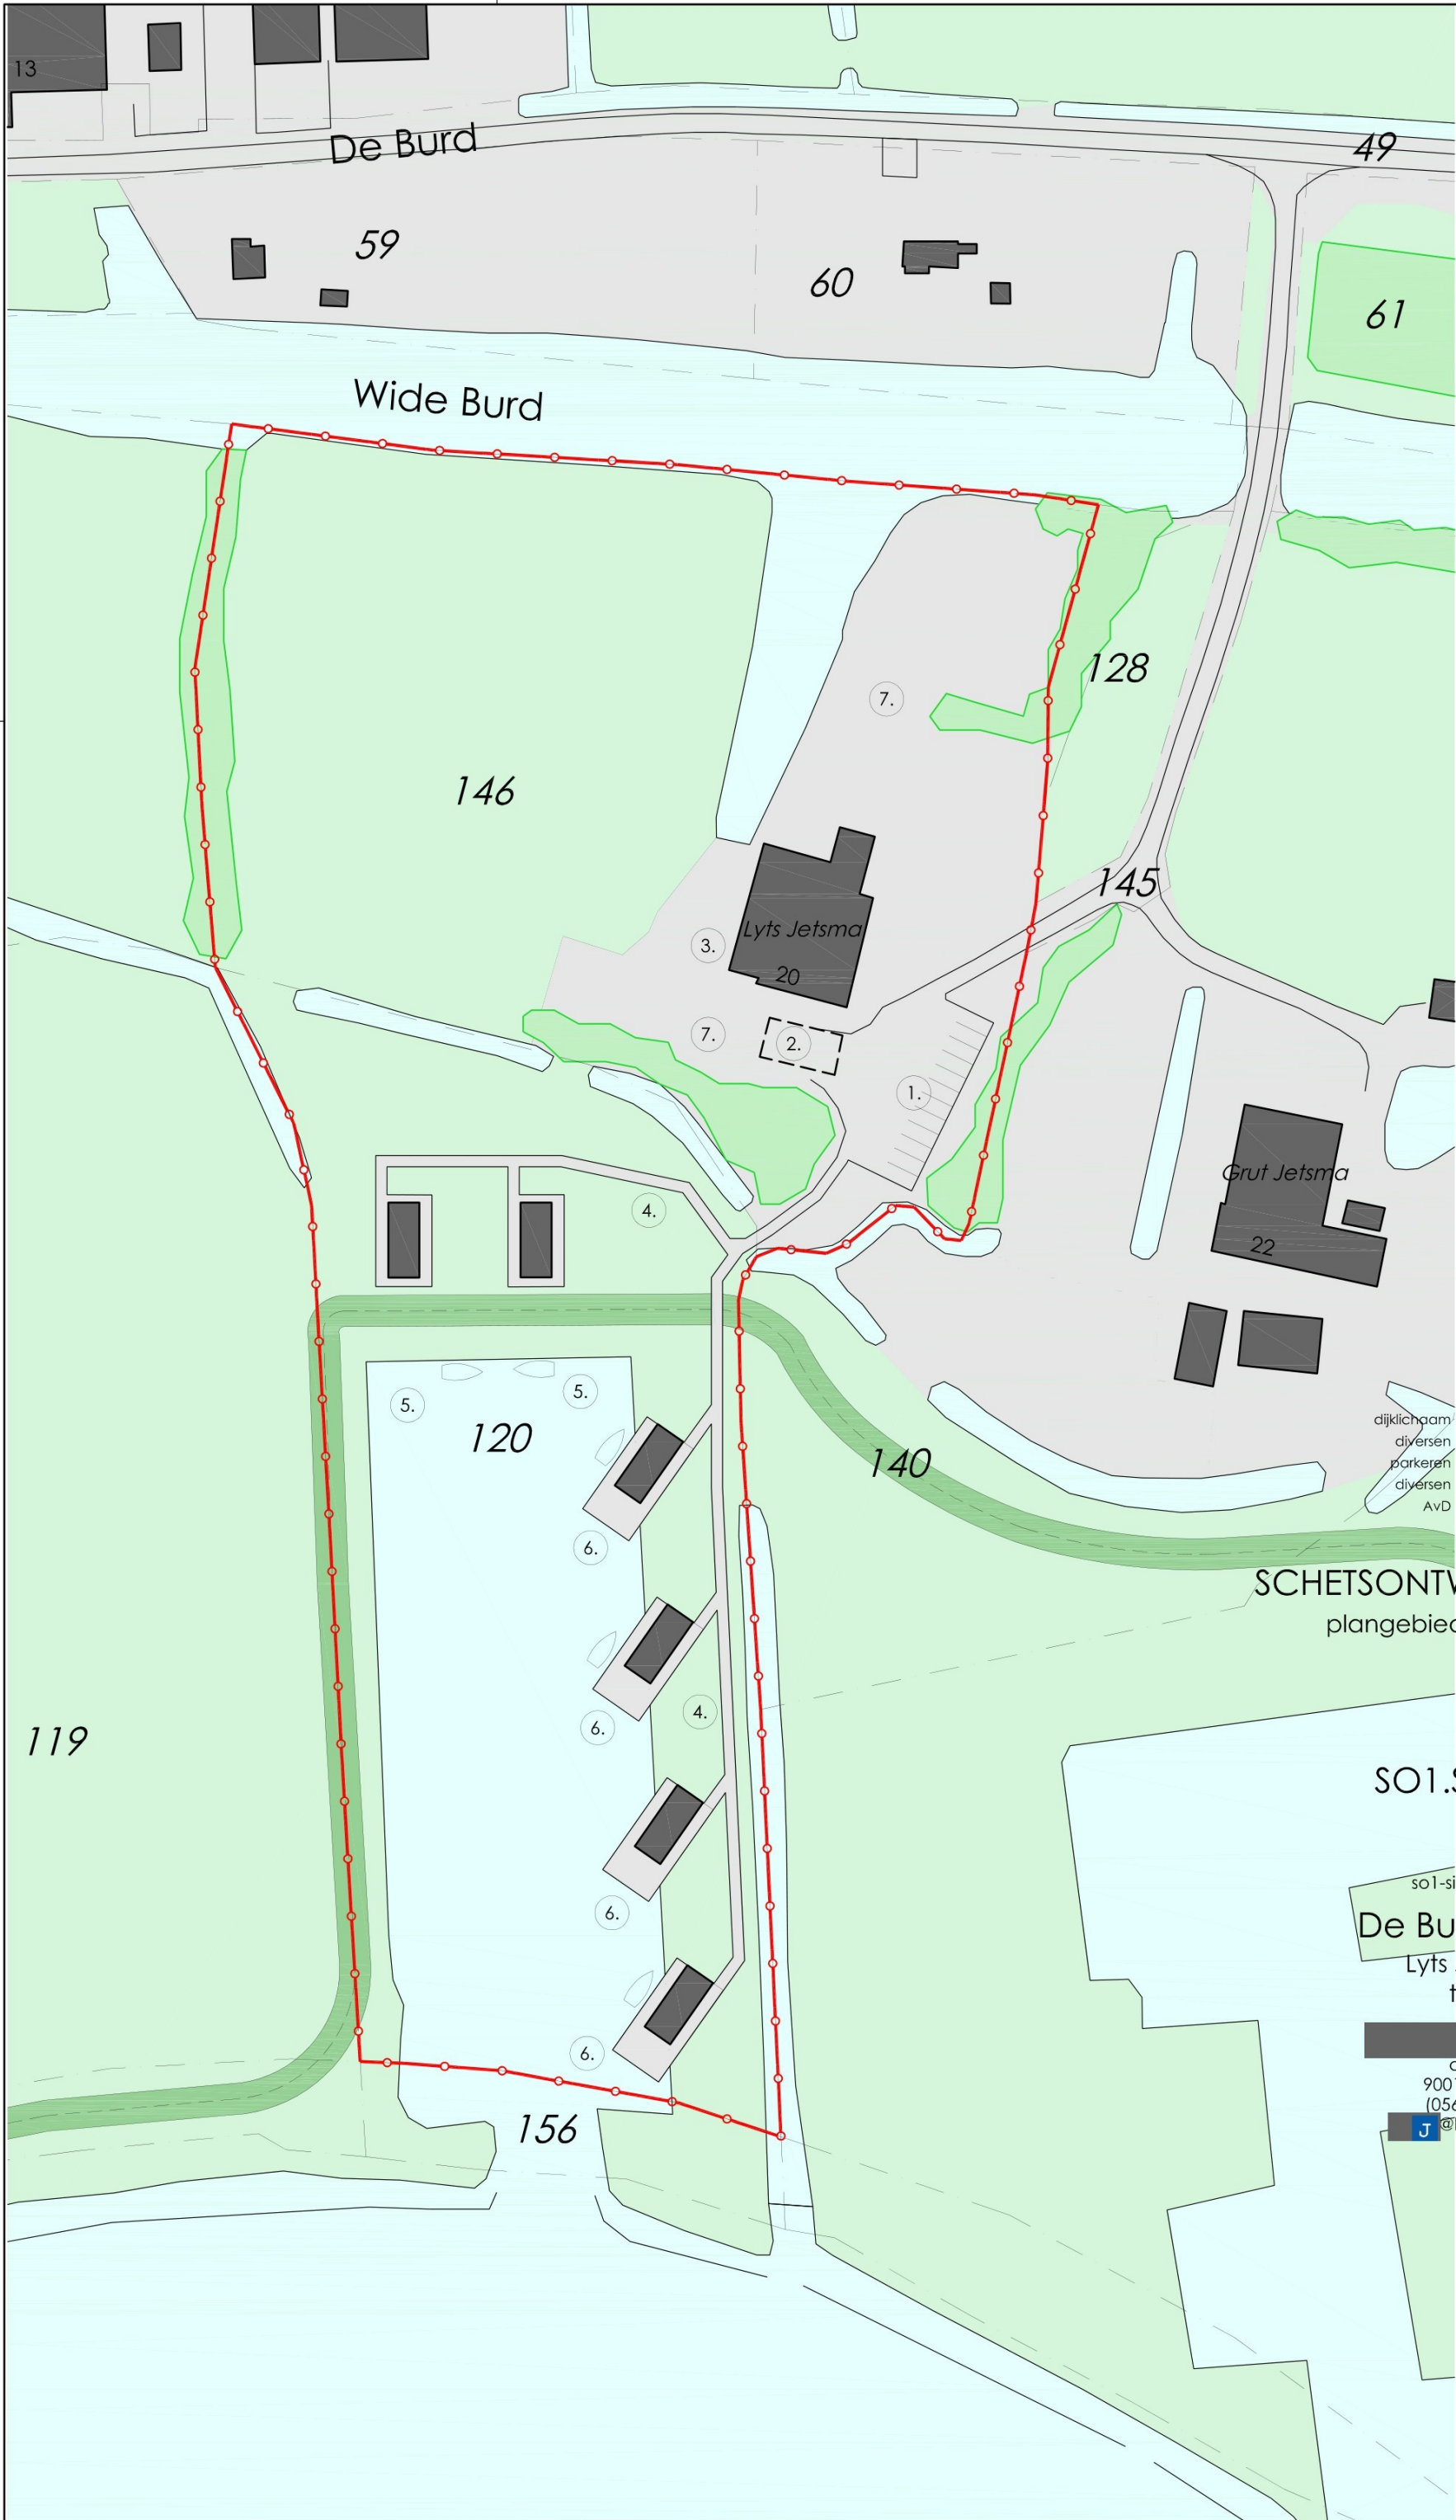 13
De Burd
49
59
60
61
Wide Burd
128
7.
146
145
Lyts Jetsma
3.
20
7.
2.
1.
Grut Jetsma
4.
22
5.
5.
120
dijklichaam
140
diversen
parkeren
diversen
AvD
6.
SCHETSONTW
plangebied
6.
4.
119
SO1.S
so1-si
6.
De Bu
Lyts
t
6.
900
(056
156
J @